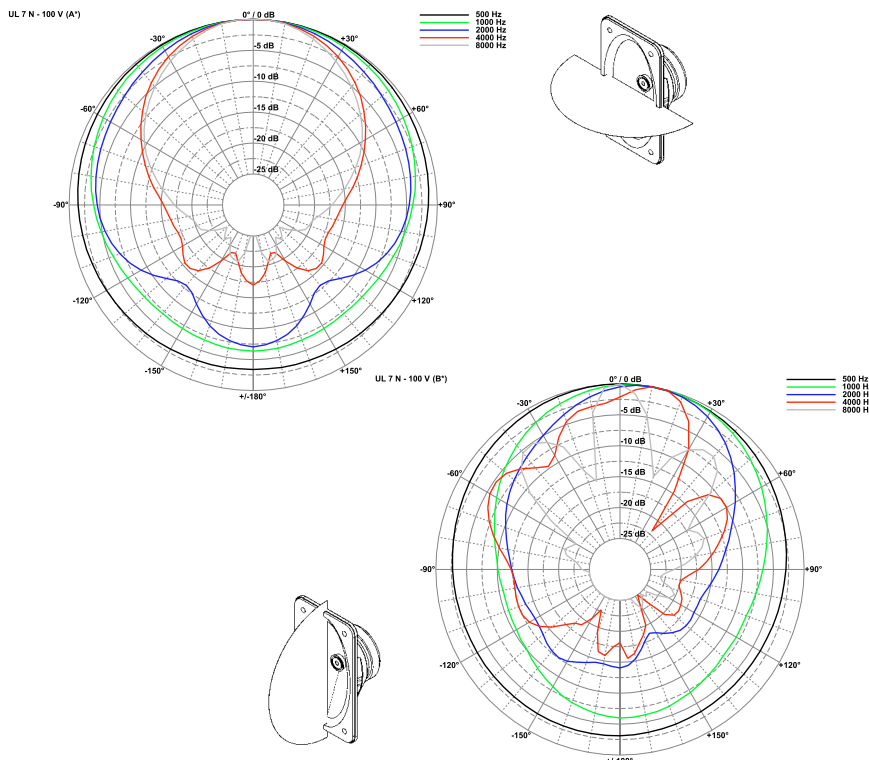 UL 7 N - 100 V (A*)
0° / 0 dB
500 Hz
1000 Hz
2000 Hz
4000 Hz
8000 Hz
-30°
+30°
-5 dB
-10 dB
-60°
+60°
-15 dB
-20 dB
-25 dB
-90°
+90°
-120°
+120°
-150°
+150°
+/-180°
UL 7 N - 100 V (B*)
0° / 0 dB
500 Hz
1000 H
2000 H
4000 H
8000 H
-30°
+30°
-5 dB
-10 dB
-60°
+60°
-15 dB
-20 dB
-25 dB
-90°
+90°
-120°
+120°
-150°
+150°